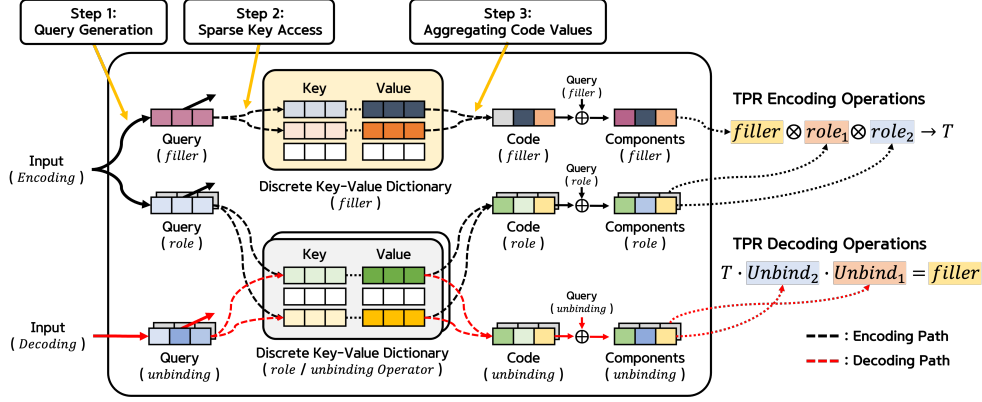 Step 1:
Query Generation
Step 2:
Sparse Key Access
Step 3:
Aggregating Code Values
Key
Value
Query
( filler )
Input
( Encoding )
Query
( filler )
Discrete Key-Value Dictionary
( filler )
Code
( filler )
Components
( filler )
TPR Encoding Operations
filler ⊗ role₁ ⊗ role₂ → T
Query
( role )
Query
( role )
Code
( role )
Components
( role )
Key
Value
TPR Decoding Operations
T · Unbind₂ · Unbind₁ = filler
Input
( Decoding )
Query
( unbinding )
Query
( unbinding )
Discrete Key-Value Dictionary
( role / unbinding Operator )
Code
( unbinding )
Components
( unbinding )
: Encoding Path
: Decoding Path